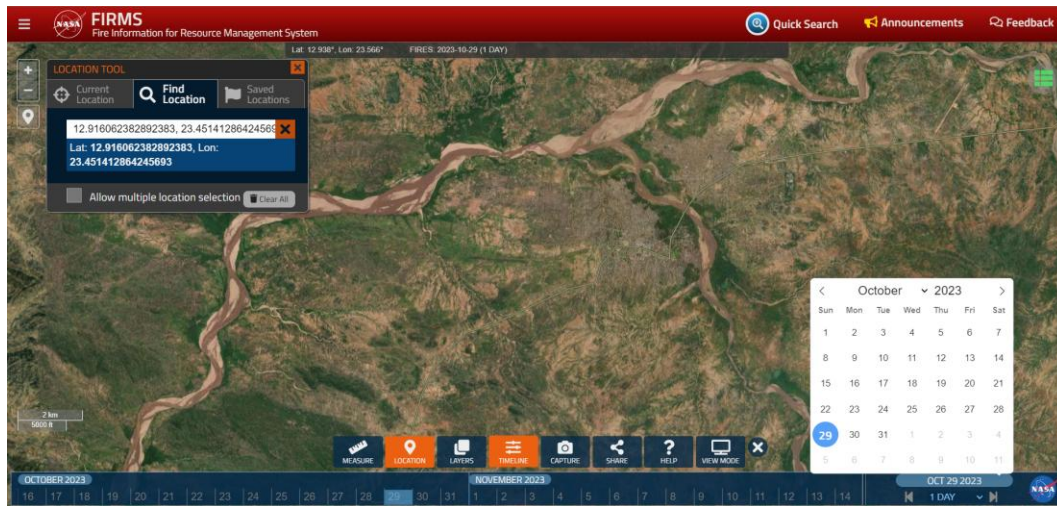 NASA
FIRMS
Fire Information for Resource Management System
Quick Search
Announcements
Feedback
Lat: 12.938°, Lon: 23.566°
FIRES: 2023-10-29 (1 DAY)
LOCATION TOOL
Current Location
Find Location
Saved Locations
12.916062382892383, 23.4514128642456
Lat: 12.916062382892383, Lon:
23.451412864245693
Allow multiple location selection
Clear All
October 2023
Sun Mon Tue Wed Thu Fri Sat
1 2 3 4 5 6 7
8 9 10 11 12 13 14
15 16 17 18 19 20 21
22 23 24 25 26 27 28
29 30 31 1 2 3 4
5 6 7 8 9 10 11
2 km
5000 ft
MEASURE LOCATION LAYERS TIMELINE CAPTURE SHARE HELP VIEW MODE
OCTOBER 2023 NOVEMBER 2023
16 17 18 19 20 21 22 23 24 25 26 27 28 29 30 31 1 2 3 4 5 6 7 8 9 10 11 12 13 14
OCT 29 2023
1 DAY
NASA